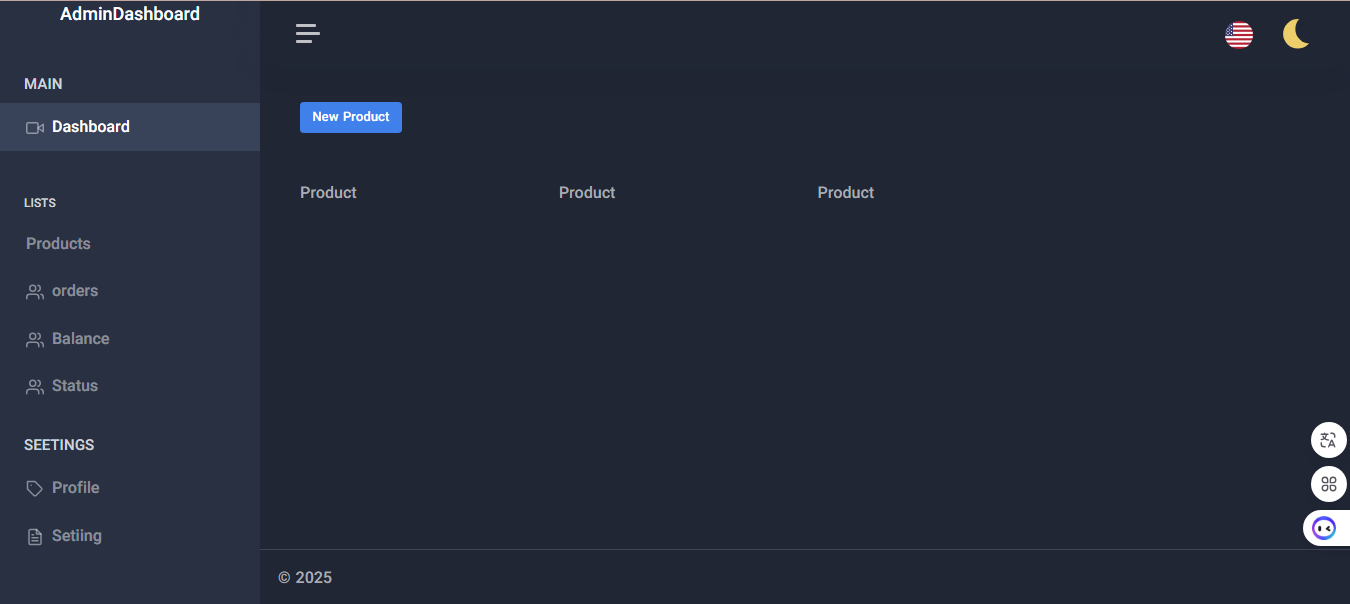 AdminDashboard
MAIN
Dashboard
LISTS
Products
orders
Balance
Status
SEETINGS
Profile
Setiing
New Product
Product Product Product
© 2025